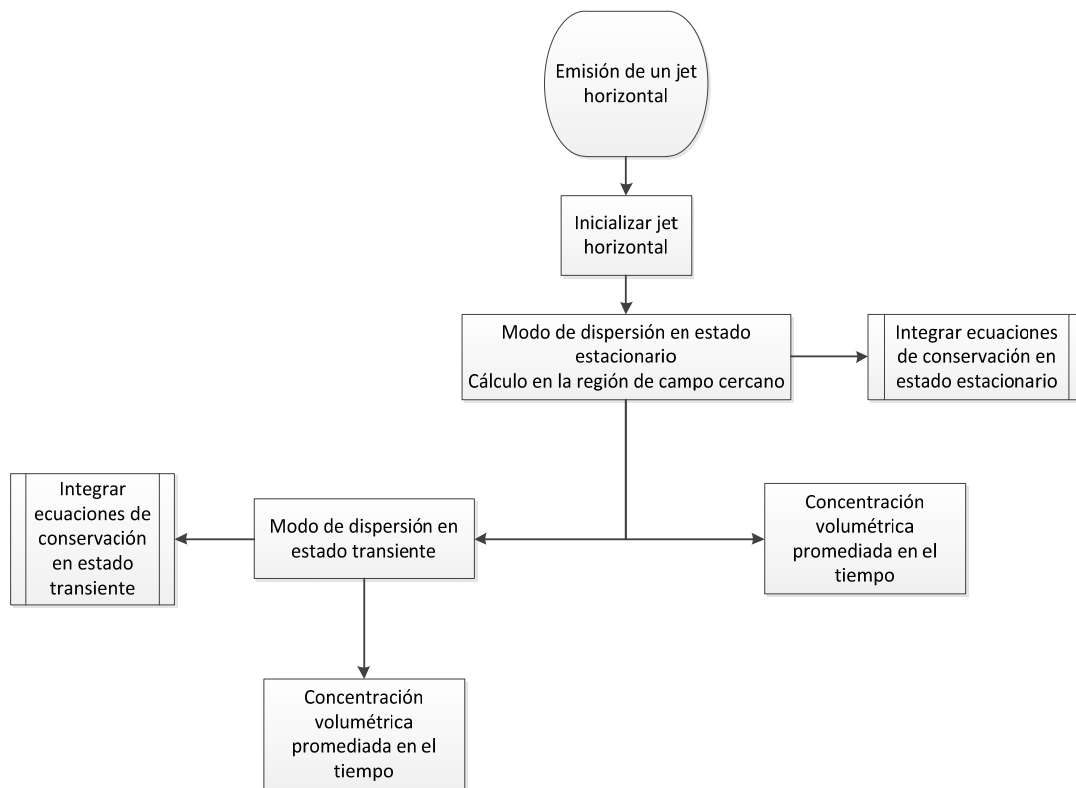 Emisión de un jet
horizontal
Inicializar jet
horizontal
Modo de dispersión en estado
estacionario
Cálculo en la región de campo cercano
Integrar ecuaciones
de conservación en
estado estacionario
Integrar
ecuaciones de
conservación
en estado
transiente
Modo de dispersión en
estado transiente
Concentración
volumétrica
promediada en el
tiempo
Concentración
volumétrica
promediada en el
tiempo